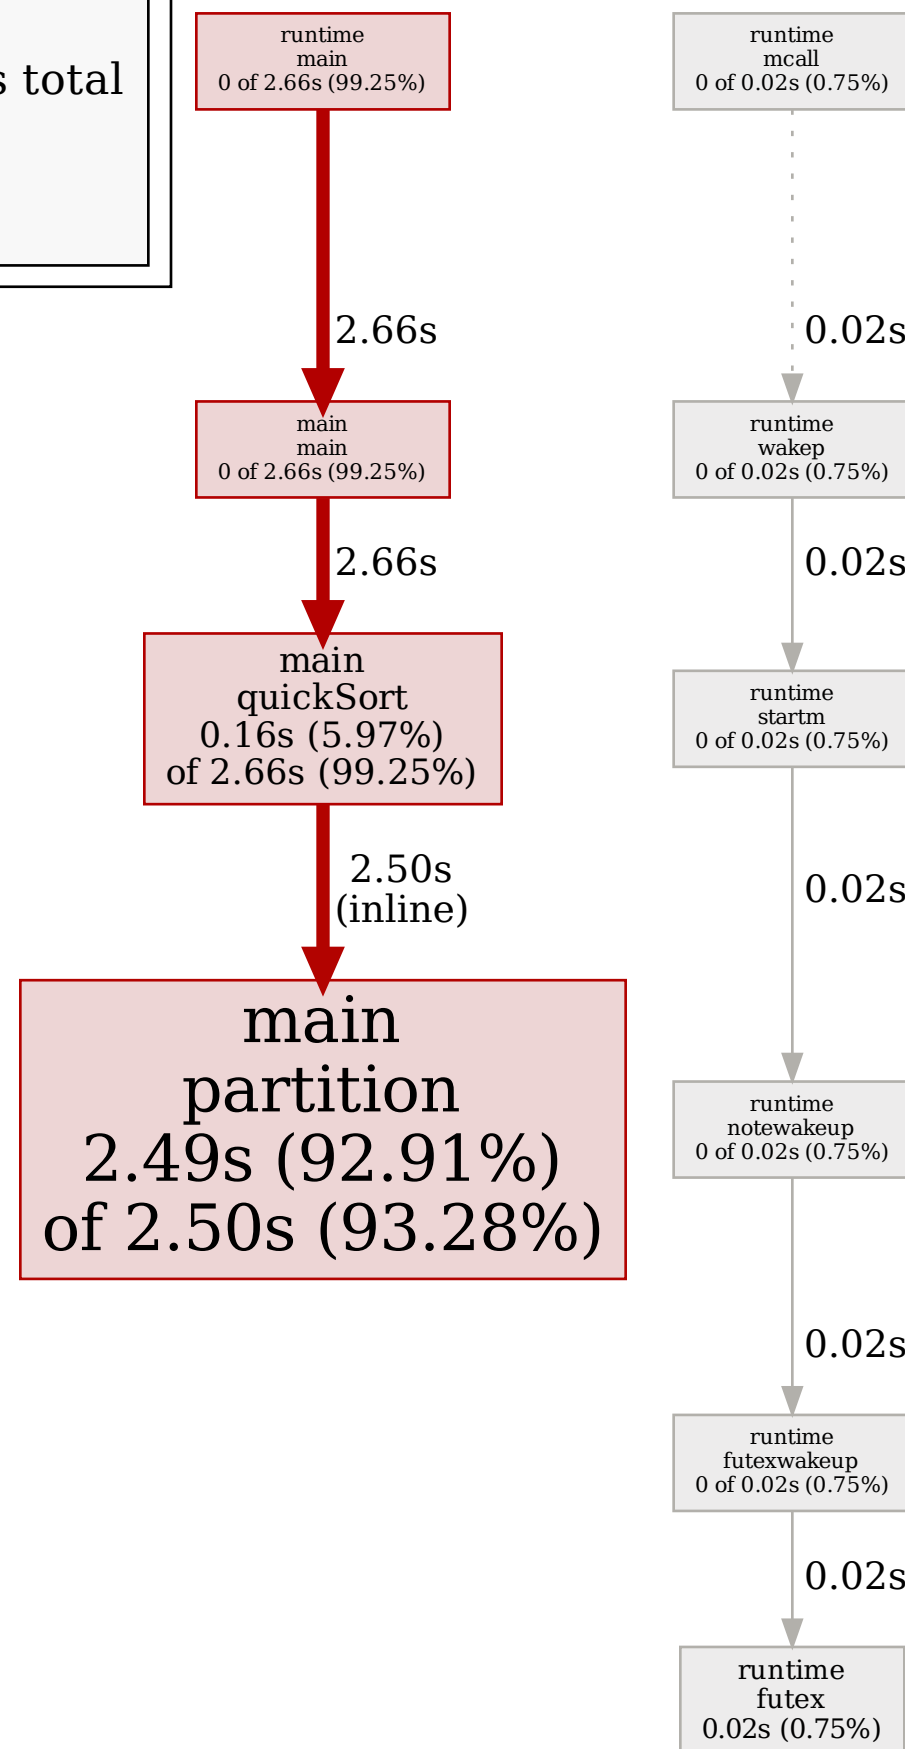 s total
runtime
main
0 of 2.66s (99.25%)
2.66s
main
main
0 of 2.66s (99.25%)
2.66s
main
quickSort
0.16s (5.97%)
of 2.66s (99.25%)
2.50s
(inline)
main
partition
2.49s (92.91%)
of 2.50s (93.28%)
runtime
mcall
0 of 0.02s (0.75%)
0.02s
runtime
wakep
0 of 0.02s (0.75%)
0.02s
runtime
startm
0 of 0.02s (0.75%)
0.02s
runtime
notewakeup
0 of 0.02s (0.75%)
0.02s
runtime
futexwakeup
0 of 0.02s (0.75%)
0.02s
runtime
futex
0.02s (0.75%)